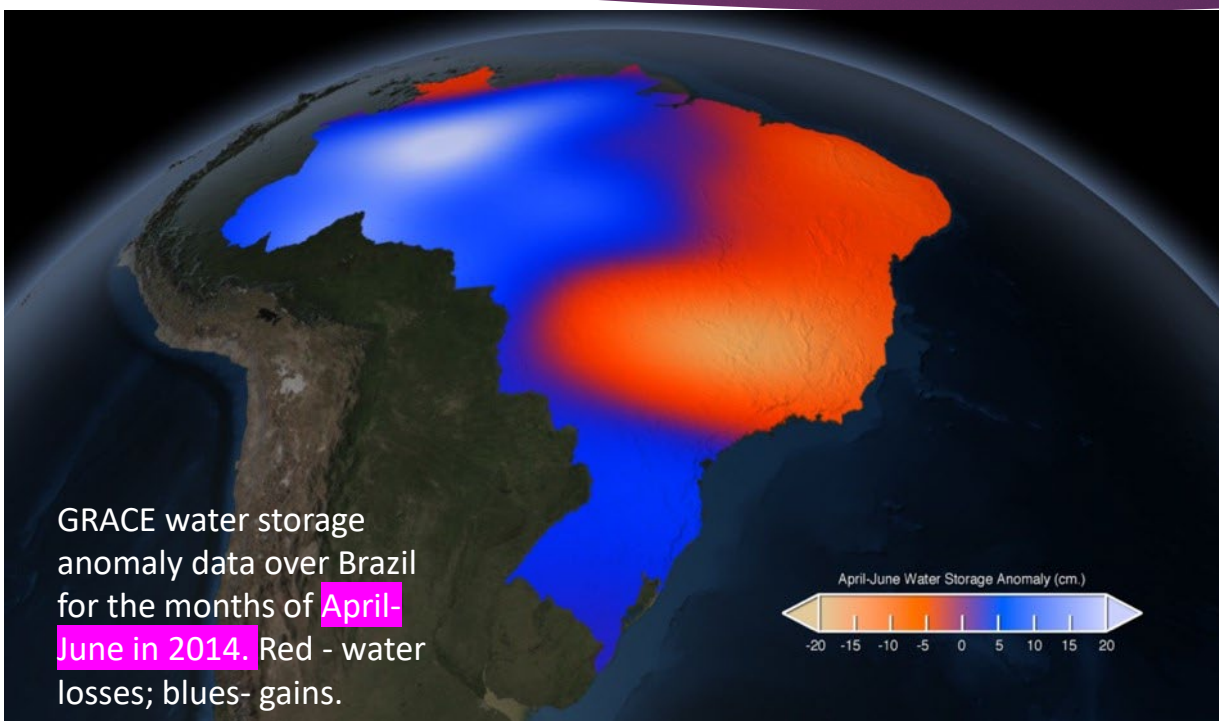 GRACE water storage
anomaly data over Brazil
for the months of April-
June in 2014. Red - water
losses; blues- gains.
April-June Water Storage Anomaly (cm.)
-20 -15 -10 -5 0 5 10 15 20